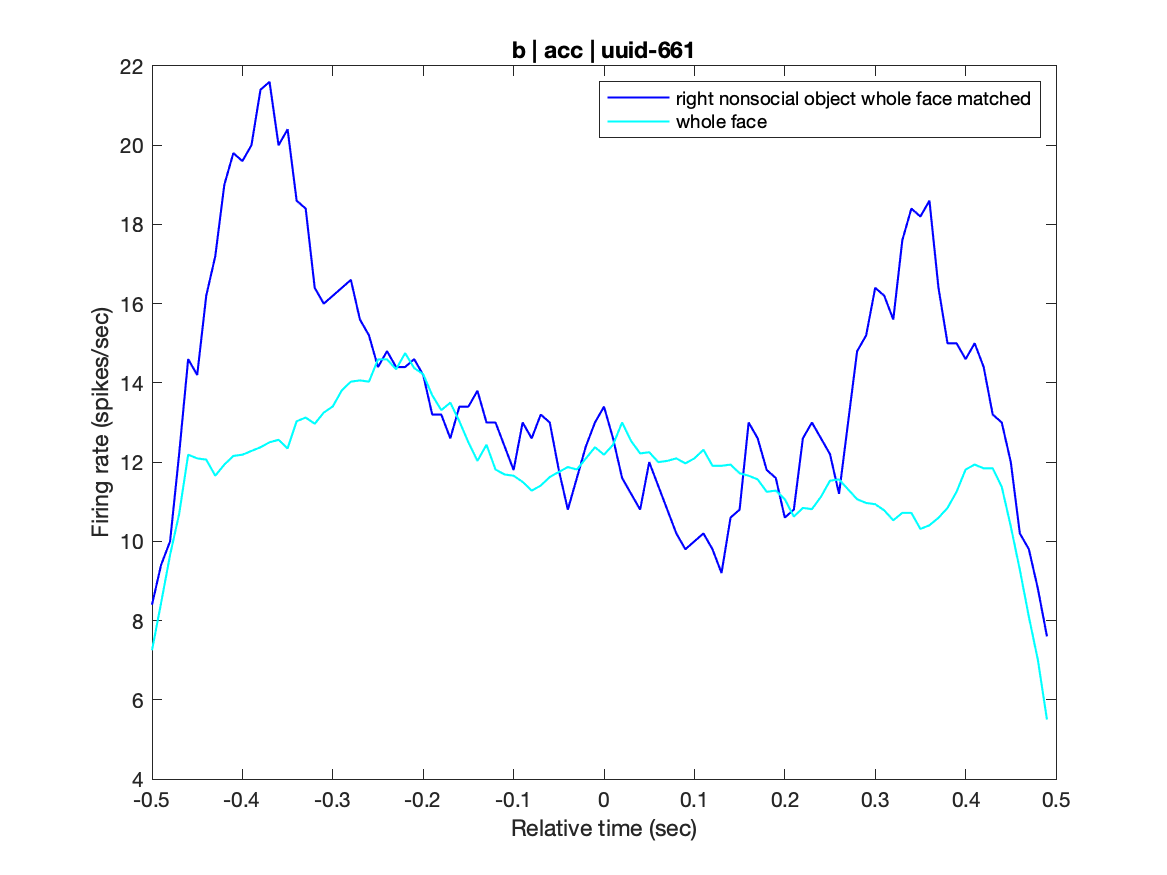 b | acc | uuid-661
right nonsocial object whole face matched
whole face
22
20
18
16
14
12
10
8
6
4
Firing rate (spikes/sec)
-0.5 -0.4 -0.3 -0.2 -0.1 0 0.1 0.2 0.3 0.4 0.5
Relative time (sec)